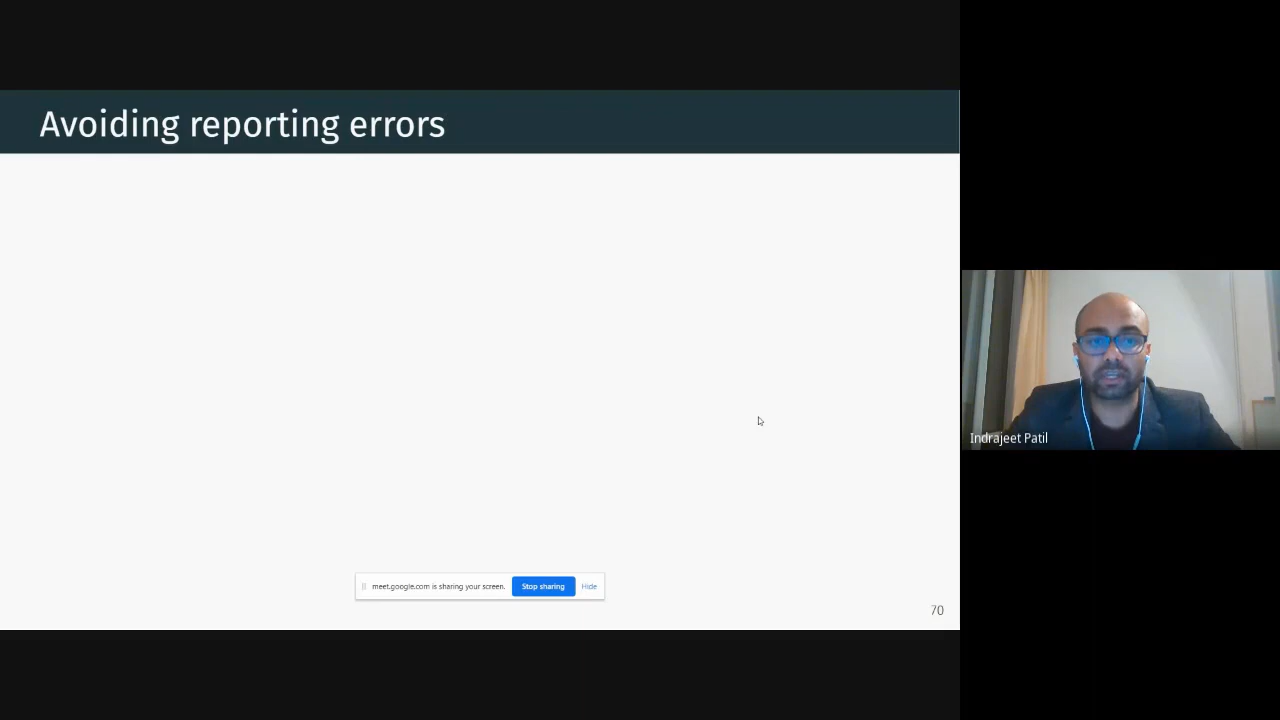 Avoiding reporting errors
Indrajeet Patil
meet.google.com is sharing your screen. Stop sharing Hide
70